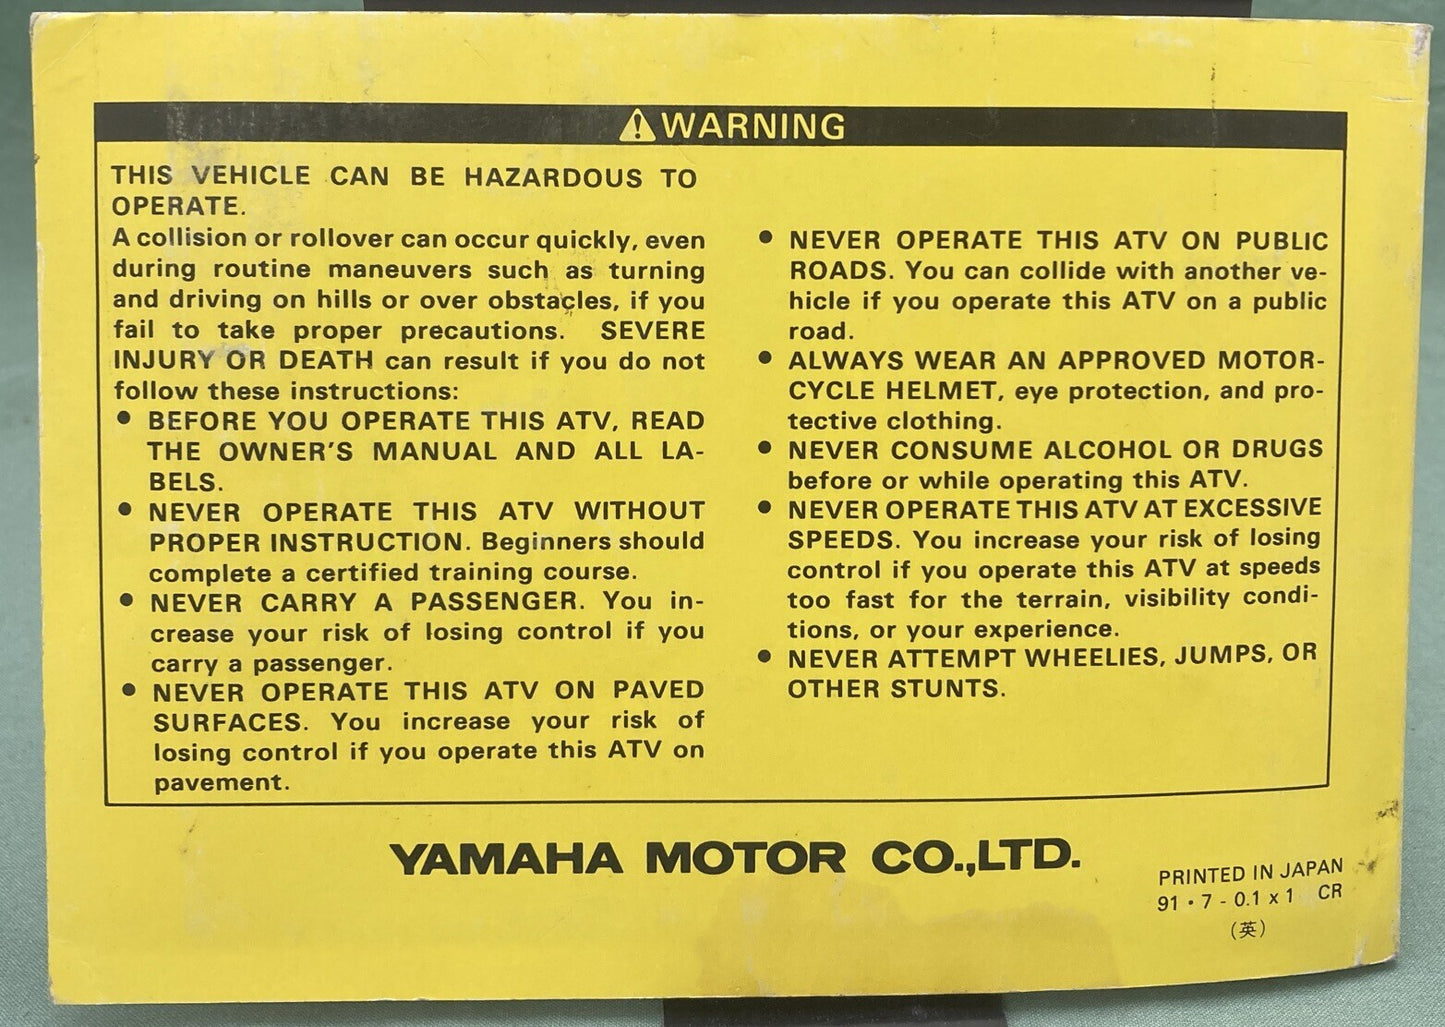 ⚠WARNING
THIS VEHICLE CAN BE HAZARDOUS TO
OPERATE.
A collision or rollover can occur quickly, even
during routine maneuvers such as turning
and driving on hills or over obstacles, if you
fail to take proper precautions. SEVERE
INJURY OR DEATH can result if you do not
follow these instructions:
● BEFORE YOU OPERATE THIS ATV, READ
THE OWNER'S MANUAL AND ALL LA-
BELS.
● NEVER OPERATE THIS ATV WITHOUT
PROPER INSTRUCTION. Beginners should
complete a certified training course.
● NEVER CARRY A PASSENGER. You in-
crease your risk of losing control if you
carry a passenger.
● NEVER OPERATE THIS ATV ON PAVED
SURFACES. You increase your risk of
losing control if you operate this ATV on
pavement.
● NEVER OPERATE THIS ATV ON PUBLIC
ROADS. You can collide with another ve-
hicle if you operate this ATV on a public
road.
● ALWAYS WEAR AN APPROVED MOTOR-
CYCLE HELMET, eye protection, and pro-
tective clothing.
● NEVER CONSUME ALCOHOL OR DRUGS
before or while operating this ATV.
● NEVER OPERATE THIS ATV AT EXCESSIVE
SPEEDS. You increase your risk of losing
control if you operate this ATV at speeds
too fast for the terrain, visibility condi-
tions, or your experience.
● NEVER ATTEMPT WHEELIES, JUMPS, OR
OTHER STUNTS.
YAMAHA MOTOR CO.,LTD.
PRINTED IN JAPAN
91・7 - 0.1 x 1 CR
(英)